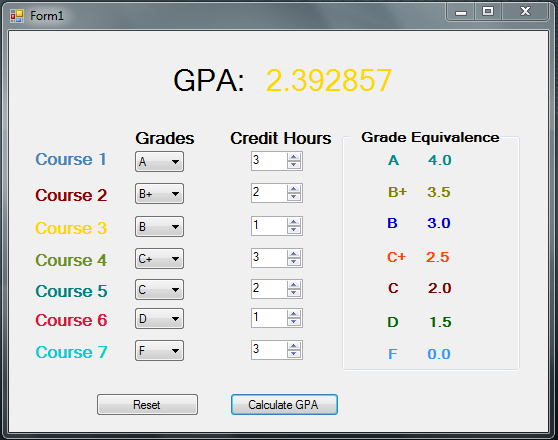 Form1
GPA: 2.392857
Grades Credit Hours Grade Equivalence
Course 1 A 3 A 4.0
Course 2 B+ 2 B+ 3.5
Course 3 B 1 B 3.0
Course 4 C+ 3 C+ 2.5
Course 5 C 2 C 2.0
Course 6 D 1 D 1.5
Course 7 F 3 F 0.0
Reset Calculate GPA